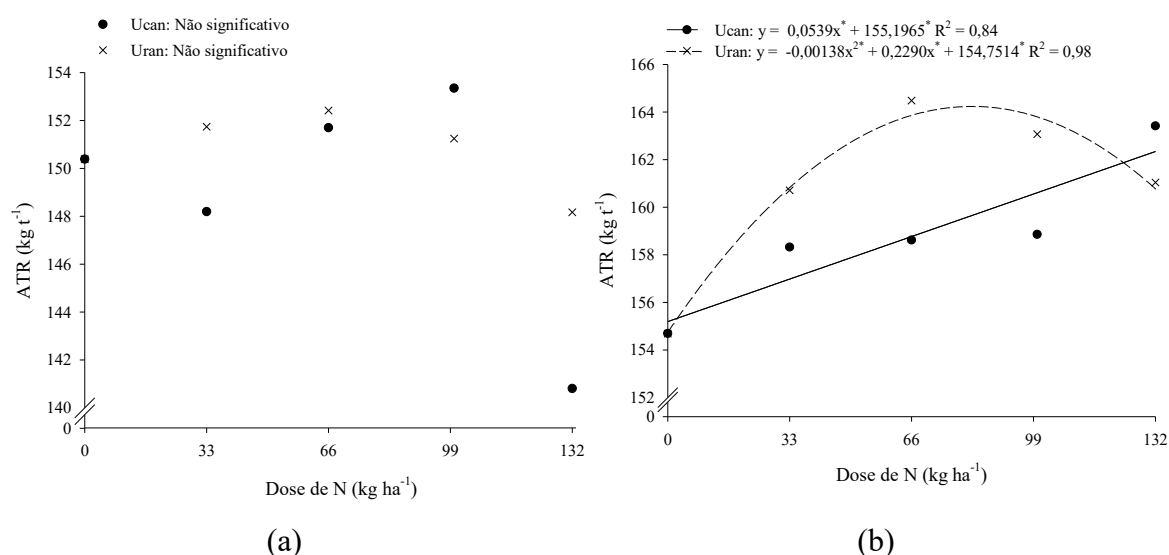 Ucan: Não significativo
Uran: Não significativo
154
152
150
148
146
144
142
140
0
ATR (kg t⁻¹)
0 33 66 99 132
Dose de N (kg ha⁻¹)
(a)
Ucan: y = 0,0539x* + 155,1965* R² = 0,84
Uran: y = -0,00138x²* + 0,2290x* + 154,7514* R² = 0,98
166
164
162
160
158
156
154
152
0
ATR (kg t⁻¹)
0 33 66 99 132
Dose de N (kg ha⁻¹)
(b)